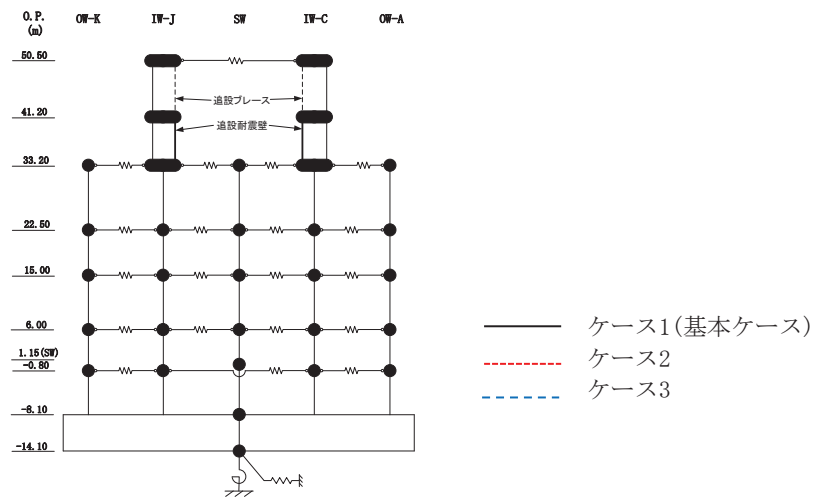 O.P.
(m)
OW-K
IW-J
SW
IW-C
OW-A
50.50
追設ブレース
41.20
追設耐震壁
33.20
22.50
15.00
6.00
1.15(SW)
-0.80
-8.10
-14.10
ケース1(基本ケース)
ケース2
ケース3